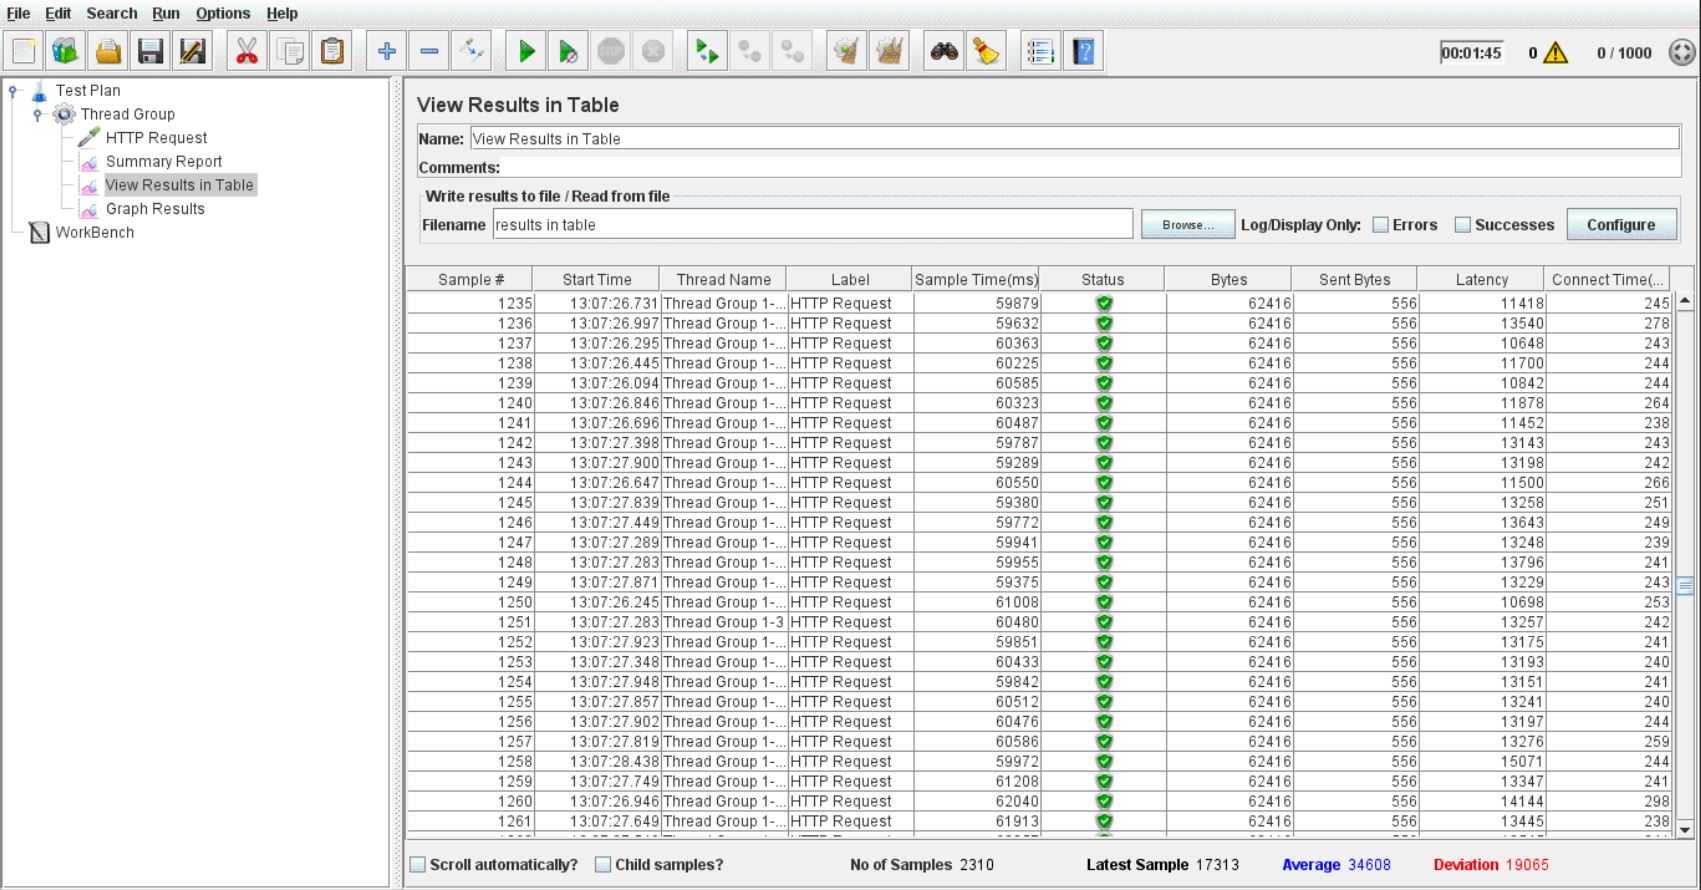 File Edit Search Run Options Help
00:01:45 0 0 / 1000
Test Plan
Thread Group
HTTP Request
Summary Report
View Results in Table
Graph Results
WorkBench
View Results in Table
Name: View Results in Table
Comments:
Write results to file / Read from file
Filename results in table Browse... Log/Display Only: Errors Successes Configure
Sample # Start Time Thread Name Label Sample Time(ms) Status Bytes Sent Bytes Latency Connect Time(...
1235 13:07:26.731 Thread Group 1-... HTTP Request 59879 62416 556 11418 245
1236 13:07:26.997 Thread Group 1-... HTTP Request 59632 62416 556 13540 278
1237 13:07:26.295 Thread Group 1-... HTTP Request 60363 62416 556 10648 243
1238 13:07:26.445 Thread Group 1-... HTTP Request 60225 62416 556 11700 244
1239 13:07:26.094 Thread Group 1-... HTTP Request 60585 62416 556 10842 244
1240 13:07:26.846 Thread Group 1-... HTTP Request 60323 62416 556 11878 264
1241 13:07:26.696 Thread Group 1-... HTTP Request 60487 62416 556 11452 238
1242 13:07:27.398 Thread Group 1-... HTTP Request 59787 62416 556 13143 243
1243 13:07:27.900 Thread Group 1-... HTTP Request 59289 62416 556 13198 242
1244 13:07:26.647 Thread Group 1-... HTTP Request 60550 62416 556 11500 266
1245 13:07:27.839 Thread Group 1-... HTTP Request 59380 62416 556 13258 251
1246 13:07:27.449 Thread Group 1-... HTTP Request 59772 62416 556 13643 249
1247 13:07:27.289 Thread Group 1-... HTTP Request 59941 62416 556 13248 239
1248 13:07:27.283 Thread Group 1-... HTTP Request 59955 62416 556 13796 241
1249 13:07:27.871 Thread Group 1-... HTTP Request 59375 62416 556 13229 243
1250 13:07:26.245 Thread Group 1-... HTTP Request 61008 62416 556 10698 253
1251 13:07:27.283 Thread Group 1-3 HTTP Request 60480 62416 556 13257 242
1252 13:07:27.923 Thread Group 1-... HTTP Request 59851 62416 556 13175 241
1253 13:07:27.348 Thread Group 1-... HTTP Request 60433 62416 556 13193 240
1254 13:07:27.948 Thread Group 1-... HTTP Request 59842 62416 556 13151 241
1255 13:07:27.857 Thread Group 1-... HTTP Request 60512 62416 556 13241 240
1256 13:07:27.902 Thread Group 1-... HTTP Request 60476 62416 556 13197 244
1257 13:07:27.819 Thread Group 1-... HTTP Request 60586 62416 556 13276 259
1258 13:07:28.438 Thread Group 1-... HTTP Request 59972 62416 556 15071 244
1259 13:07:27.749 Thread Group 1-... HTTP Request 61208 62416 556 13347 241
1260 13:07:26.946 Thread Group 1-... HTTP Request 62040 62416 556 14144 298
1261 13:07:27.649 Thread Group 1-... HTTP Request 61913 62416 556 13445 238
Scroll automatically? Child samples? No of Samples 2310 Latest Sample 17313 Average 34608 Deviation 19065